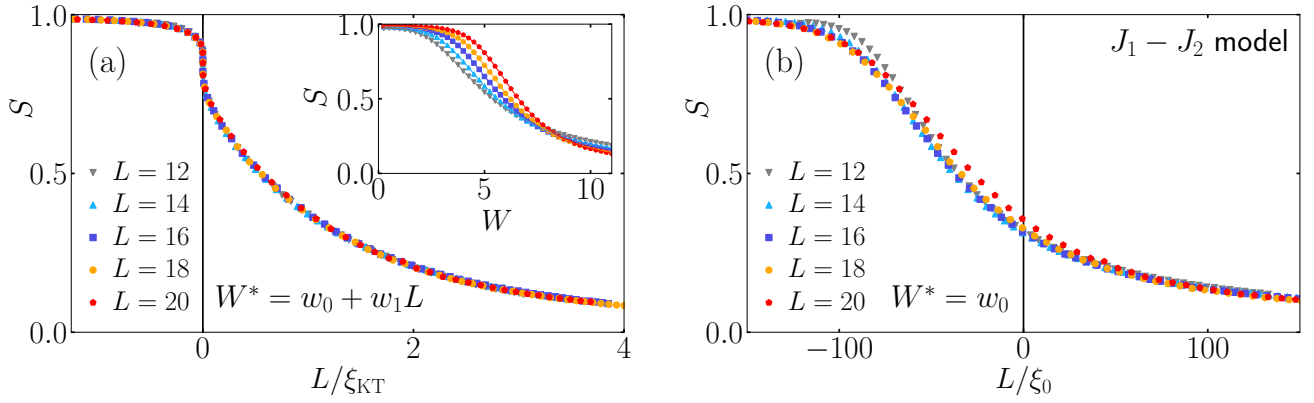 (a)
S
1.0
0.5
0.0
L = 12
L = 14
L = 16
L = 18
L = 20
W* = w₀ + w₁L
0
2
4
L/ξ_KT
S
1.0
0.5
0.0
0
5
10
W
(b)
J₁ − J₂ model
S
1.0
0.5
0.0
L = 12
L = 14
L = 16
L = 18
L = 20
W* = w₀
−100
0
100
L/ξ₀